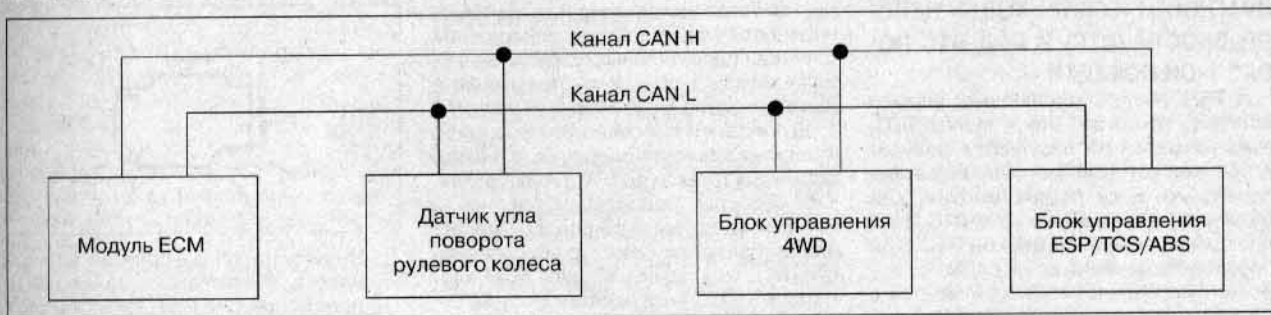 Канал CAN H
Канал CAN L
Модуль ECM
Датчик угла
поворота
рулевого колеса
Блок управления
4WD
Блок управления
ESP/TCS/ABS